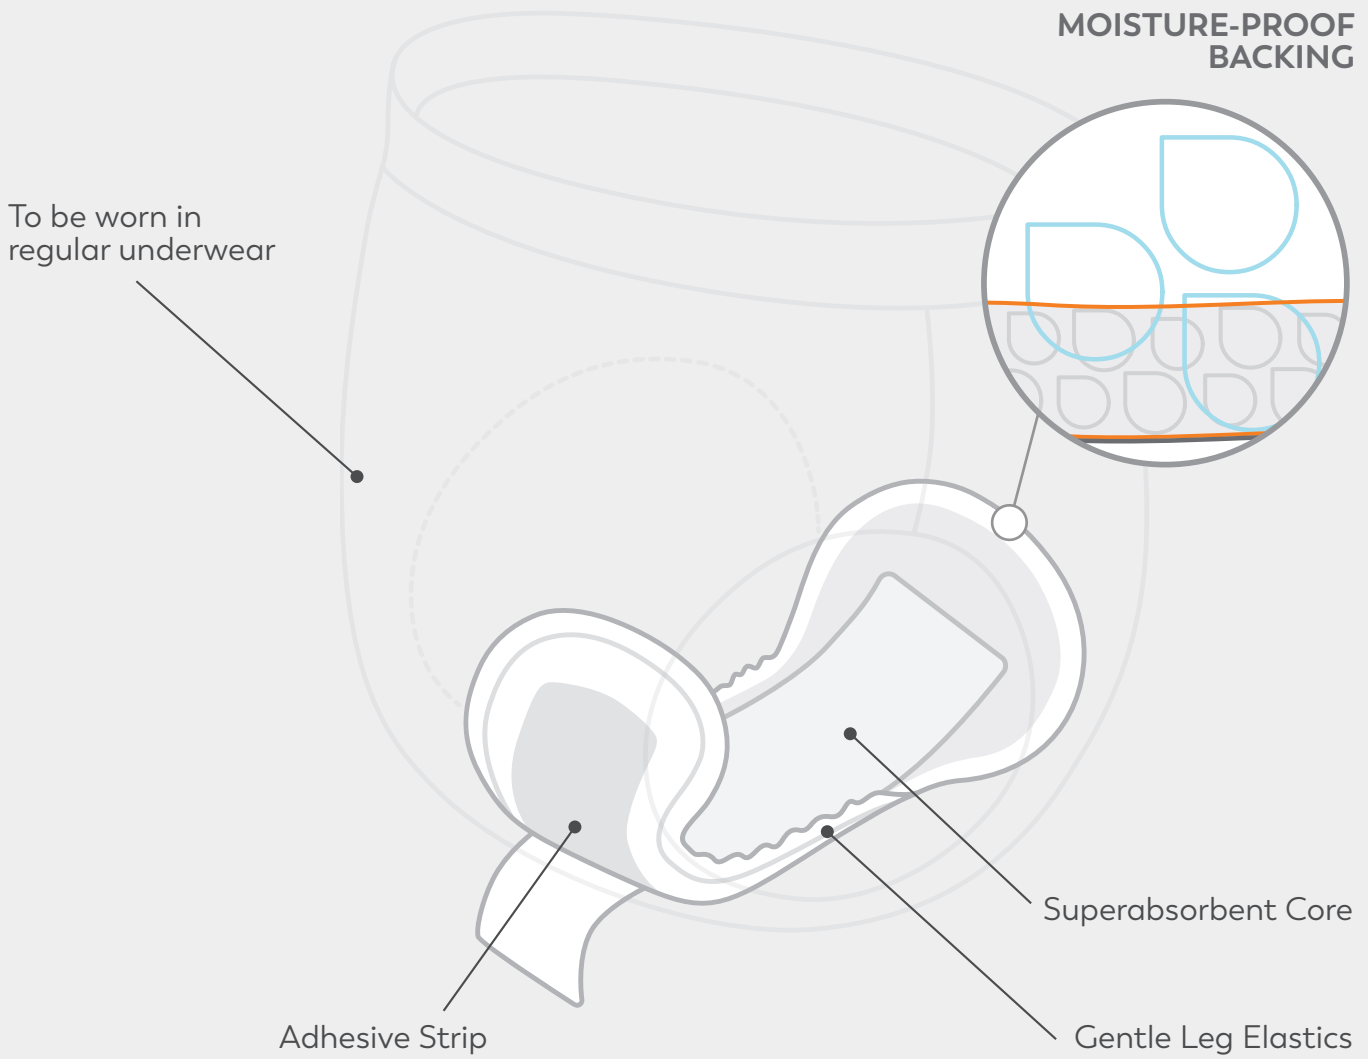 MOISTURE-PROOF
BACKING
To be worn in
regular underwear
Superabsorbent Core
Adhesive Strip
Gentle Leg Elastics